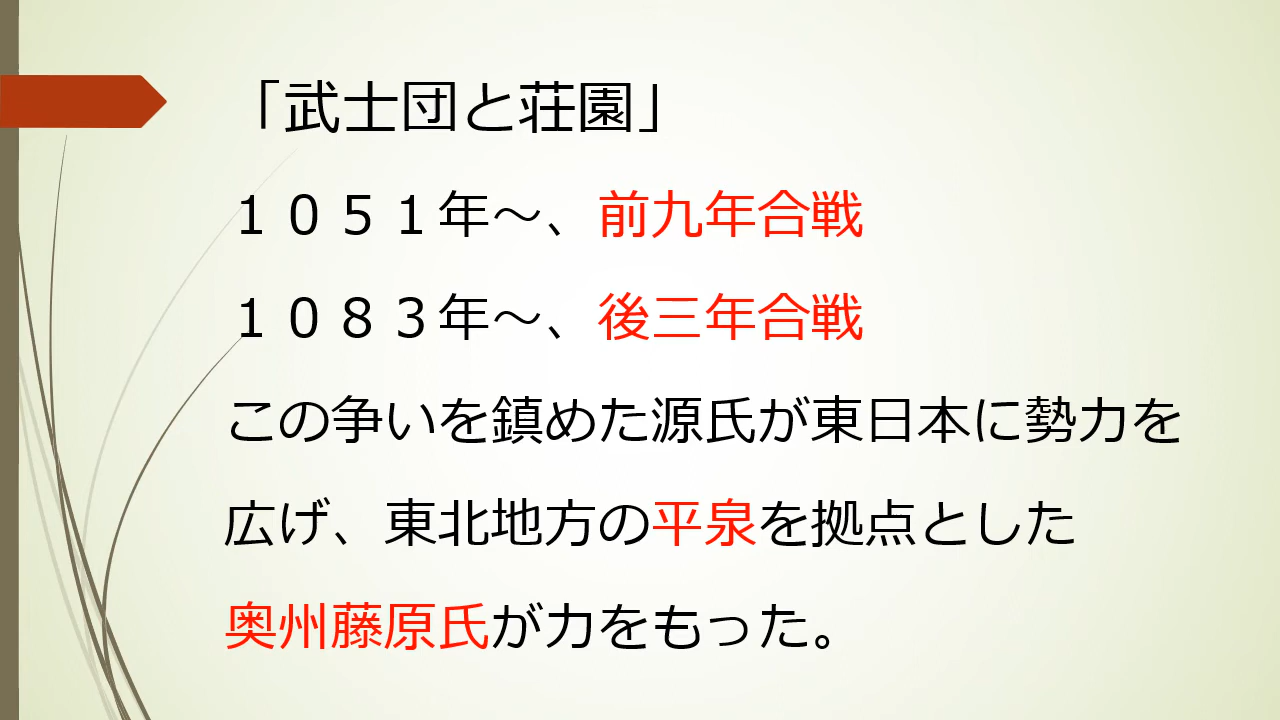 「武士団と荘園」
１０５１年～、前九年合戦
１０８３年～、後三年合戦
この争いを鎮めた源氏が東日本に勢力を
広げ、東北地方の平泉を拠点とした
奥州藤原氏が力をもった。